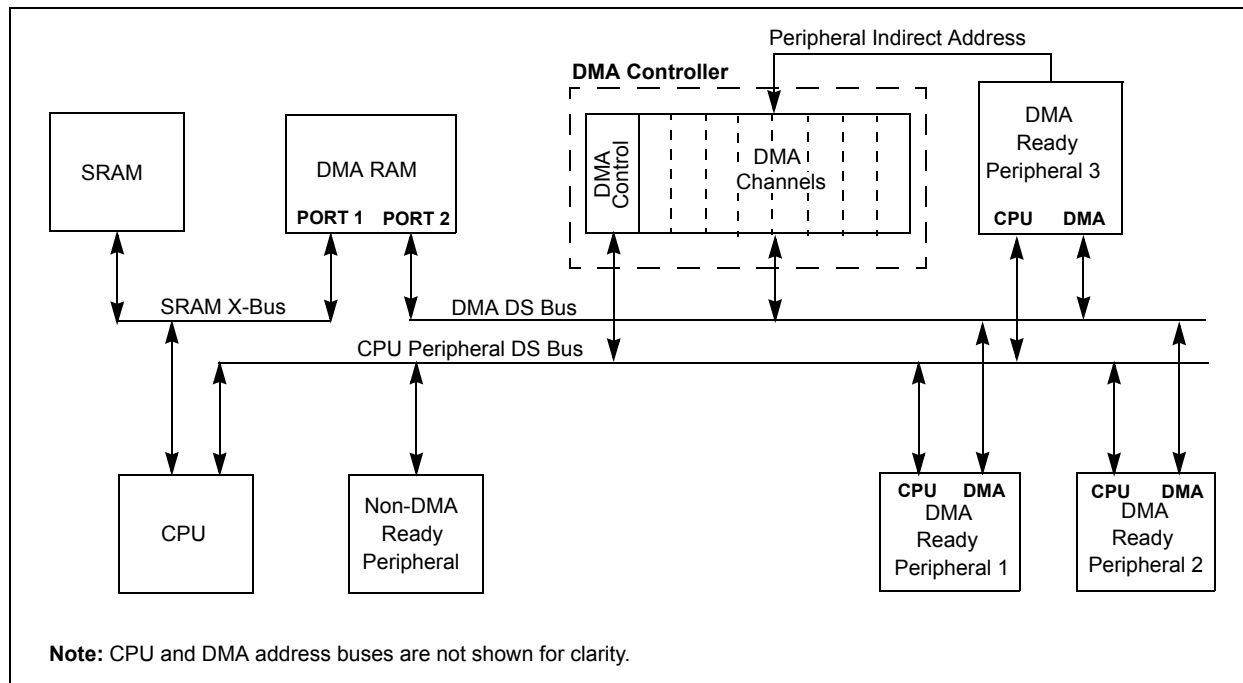 Peripheral Indirect Address
DMA Controller
SRAM
DMA RAM
PORT 1 PORT 2
DMA
Control
DMA
Channels
DMA
Ready
Peripheral 3
CPU DMA
SRAM X-Bus
DMA DS Bus
CPU Peripheral DS Bus
CPU
Non-DMA
Ready
Peripheral
CPU DMA
DMA
Ready
Peripheral 1
CPU DMA
DMA
Ready
Peripheral 2
Note: CPU and DMA address buses are not shown for clarity.